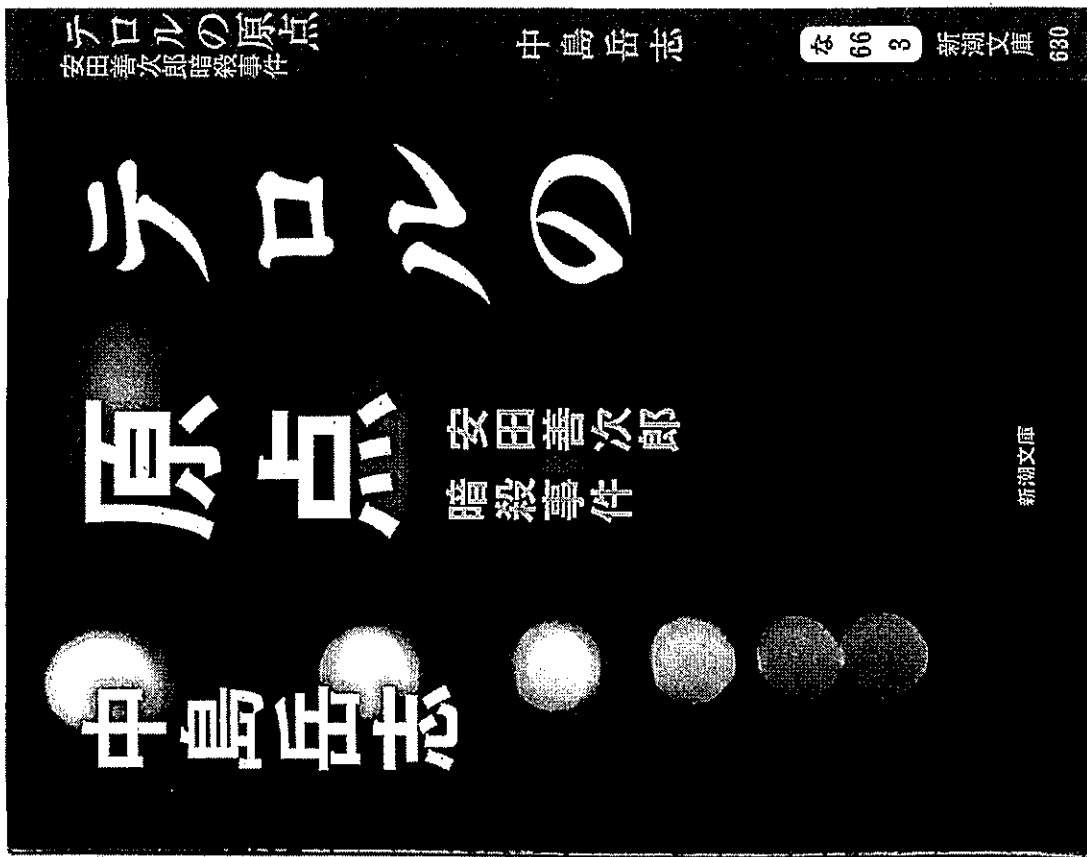 テロルの原点
安田善次郎暗殺事件
中島岳志
な
66
3
新潮文庫
630
テロルの
原点
安田善次郎
暗殺事件
中島岳志
新潮文庫